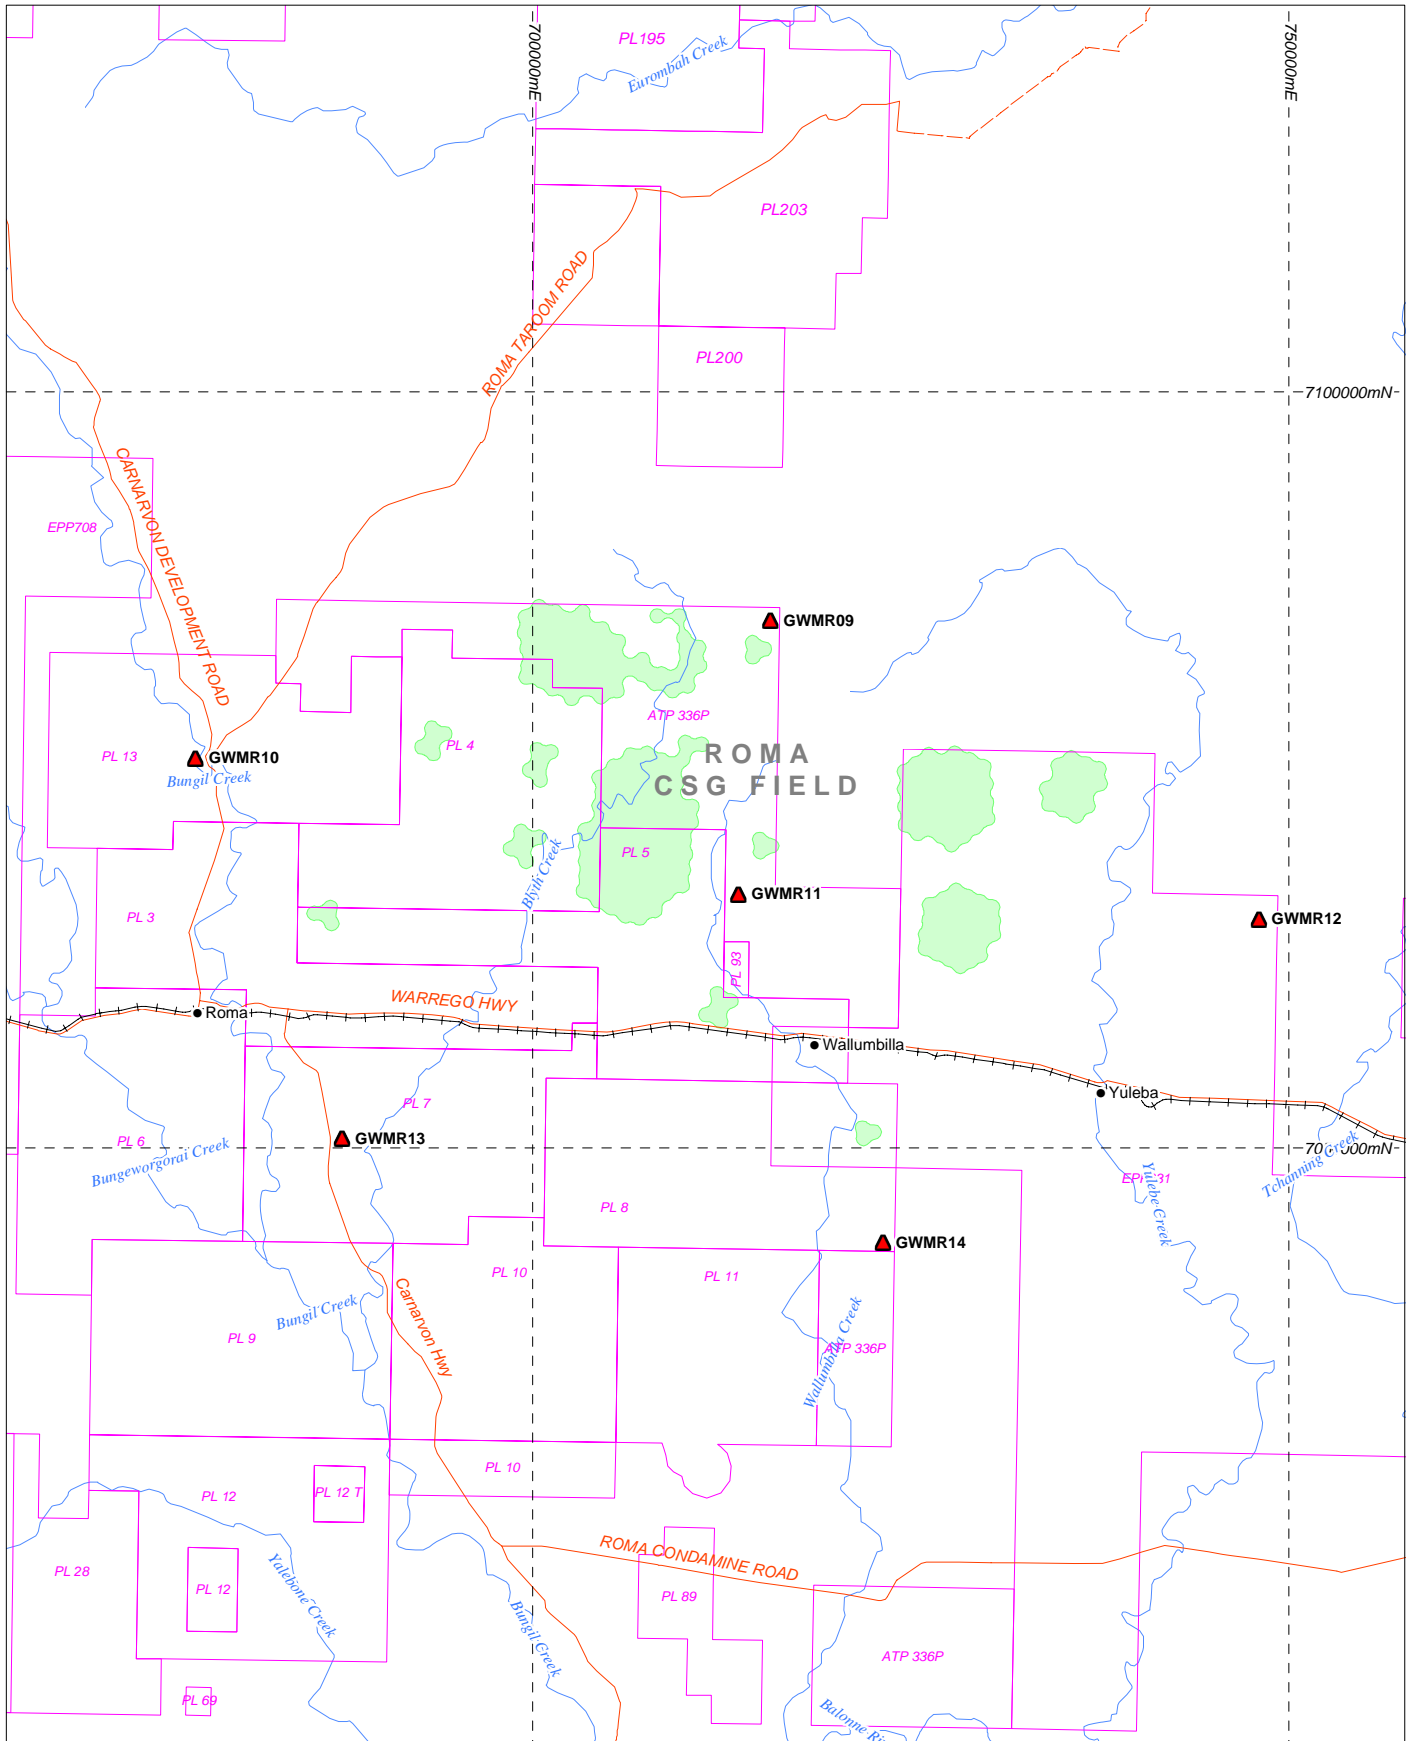 PL195
Eurombah Creek
700000mE
750000mE
PL203
ROMA TAROOM ROAD
PL200
7100000mN
CARNARVON DEVELOPMENT ROAD
EPP708
GWMR09
ATP 336P
PL 4
PL 13
GWMR10
Bungil Creek
ROMA
CSG FIELD
PL 5
Blyth Creek
GWMR11
PL 3
GWMR12
PL 93
WARREGO HWY
Roma
Wallumbilla
Yuleba
PL 7
GWMR13
PL 6
Bungeworgorai Creek
Tchanning Creek
Yulebe Creek
PL 8
GWMR14
PL 10
PL 11
Carnarvon Hwy
Bungil Creek
PL 9
ATP 336P
Wallumbilla Creek
PL 10
PL 12
PL 12 T
ROMA CONDAMINE ROAD
PL 28
PL 12
Yalebone Creek
PL 89
Bungil Creek
ATP 336P
PL 69
Balonne